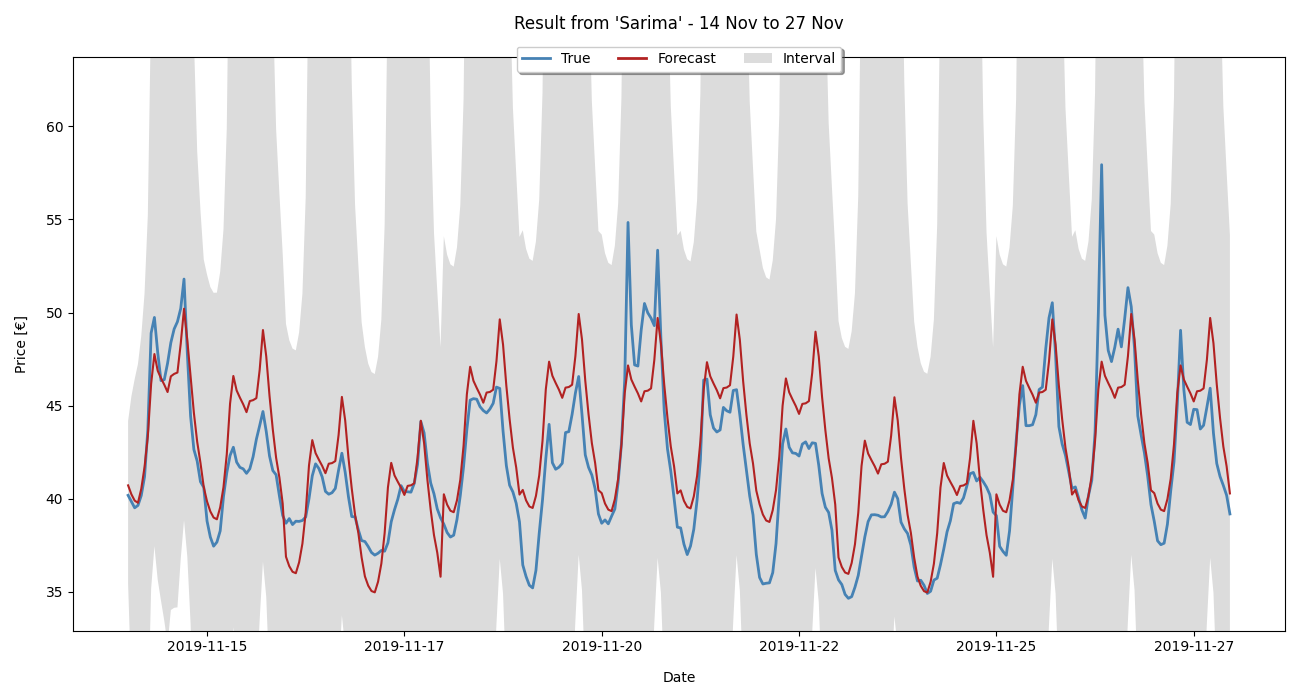 Result from 'Sarima' - 14 Nov to 27 Nov
True Forecast Interval
60
55
50
45
40
35
Price [€]
2019-11-15 2019-11-17 2019-11-20 2019-11-22 2019-11-25 2019-11-27
Date